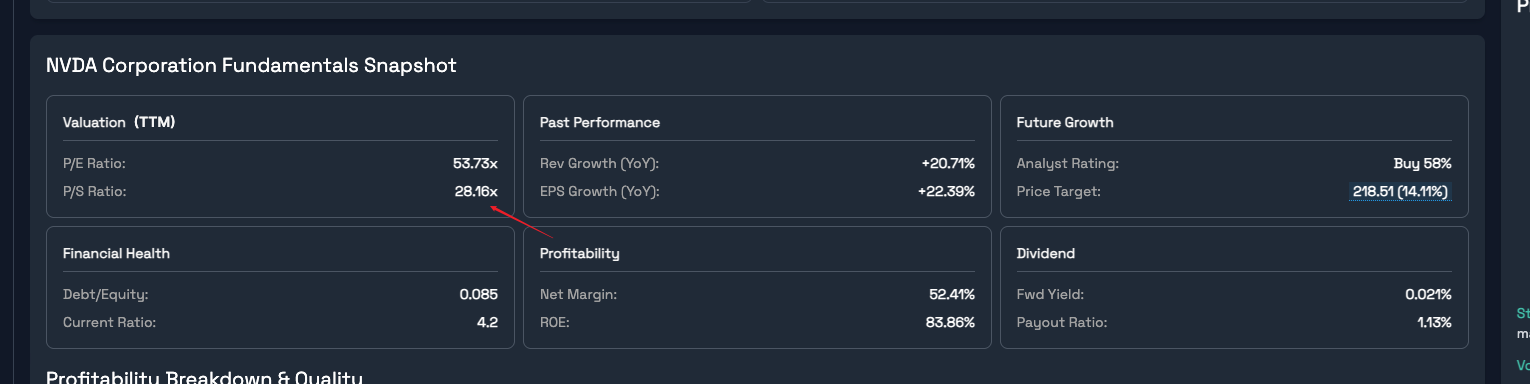 NVDA Corporation Fundamentals Snapshot
Valuation (TTM)
P/E Ratio: 53.73x
P/S Ratio: 28.16x
Past Performance
Rev Growth (YoY): +20.71%
EPS Growth (YoY): +22.39%
Future Growth
Analyst Rating: Buy 58%
Price Target: 218.51 (14.11%)
Financial Health
Debt/Equity: 0.085
Current Ratio: 4.2
Profitability
Net Margin: 52.41%
ROE: 83.86%
Dividend
Fwd Yield: 0.021%
Payout Ratio: 1.13%
Profitability Breakdown & Quality